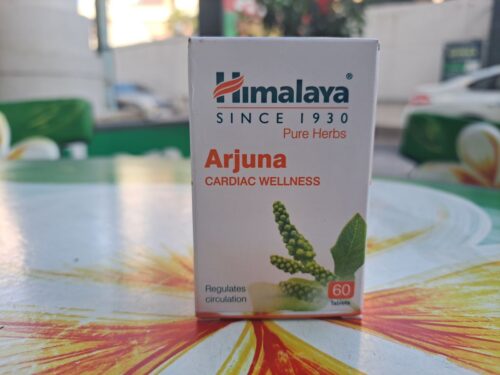 Himalaya®
SINCE 1930
Pure Herbs
Arjuna
CARDIAC WELLNESS
Regulates
circulation
60
Tablets